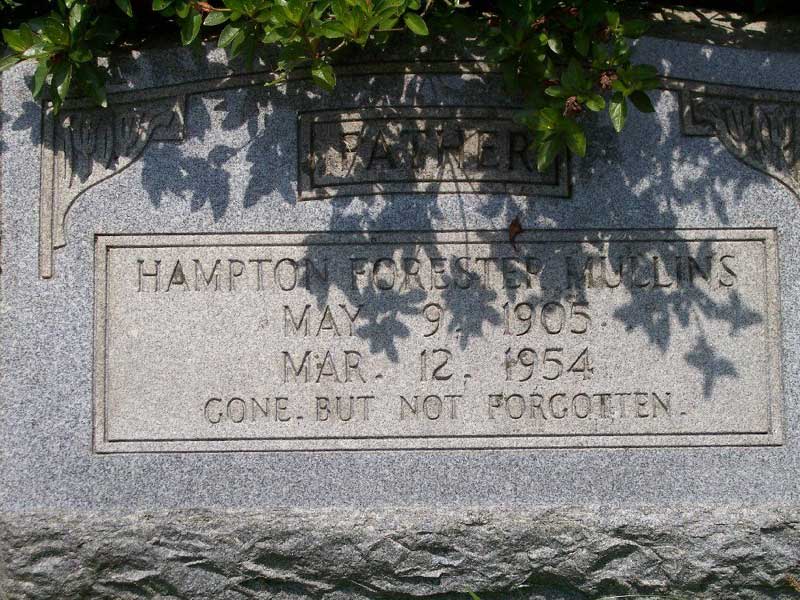 FATHER
HAMPTON FORESTER MULLINS
MAY 9. 1905
MAR. 12. 1954
GONE. BUT NOT FORGOTTEN.